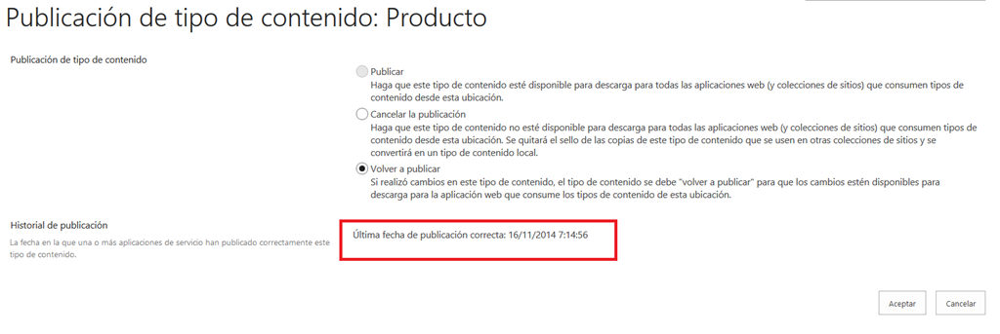 Publicación de tipo de contenido: Producto
Publicación de tipo de contenido
Publicar
Haga que este tipo de contenido esté disponible para descarga para todas las aplicaciones web (y colecciones de sitios) que consumen tipos de
contenido desde esta ubicación.
Cancelar la publicación
Haga que este tipo de contenido no esté disponible para descarga para todas las aplicaciones web (y colecciones de sitios) que consumen tipos de
contenido desde esta ubicación. Se quitará el sello de las copias de este tipo de contenido que se usen en otras colecciones de sitios y se
convertirá en un tipo de contenido local.
Volver a publicar
Si realizó cambios en este tipo de contenido, el tipo de contenido se debe "volver a publicar" para que los cambios estén disponibles para
descarga para la aplicación web que consume los tipos de contenido de esta ubicación.
Historial de publicación
La fecha en la que una o más aplicaciones de servicio han publicado correctamente este
tipo de contenido.
Última fecha de publicación correcta: 16/11/2014 7:14:56
Aceptar
Cancelar